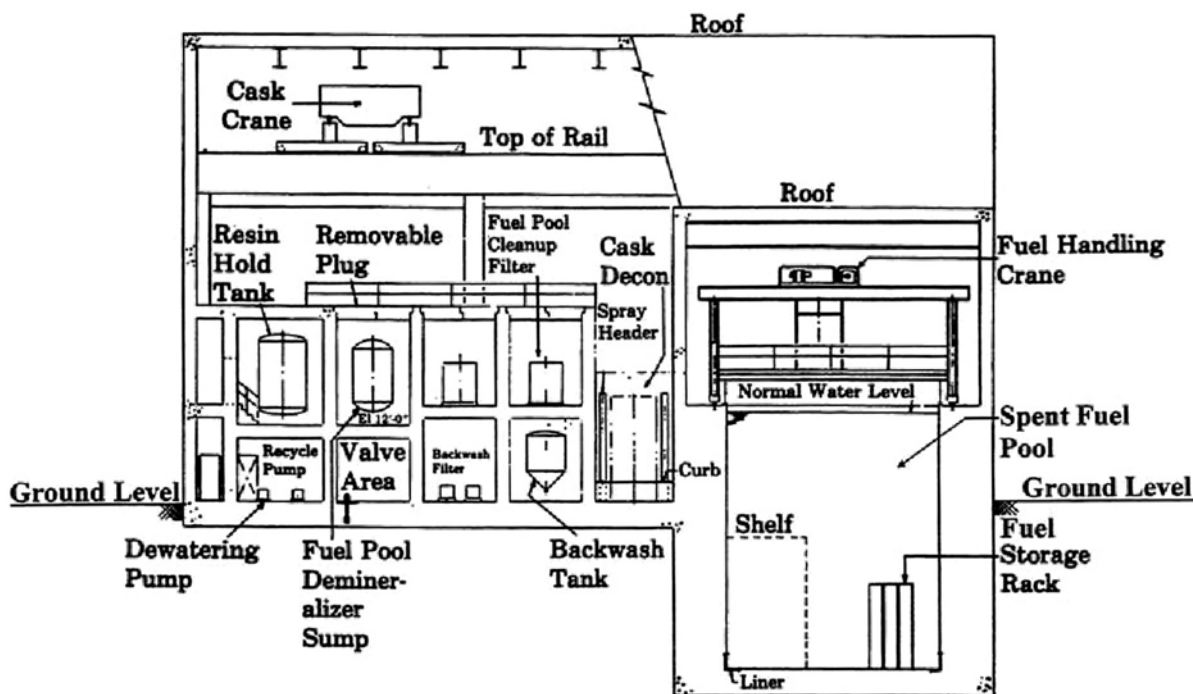 Roof
Cask
Crane
Top of Rail
Roof
Resin
Hold
Tank
Removable
Plug
Fuel Pool
Cleanup
Filter
Cask
Decon
Spray
Header
Fuel Handling
Crane
Normal Water Level
El 12'-0"
Spent Fuel
Pool
Recycle
Pump
Valve
Area
Backwash
Filter
Curb
Ground Level
Ground Level
Dewatering
Pump
Fuel Pool
Deminer-
alizer
Sump
Backwash
Tank
Shelf
Fuel
Storage
Rack
Liner